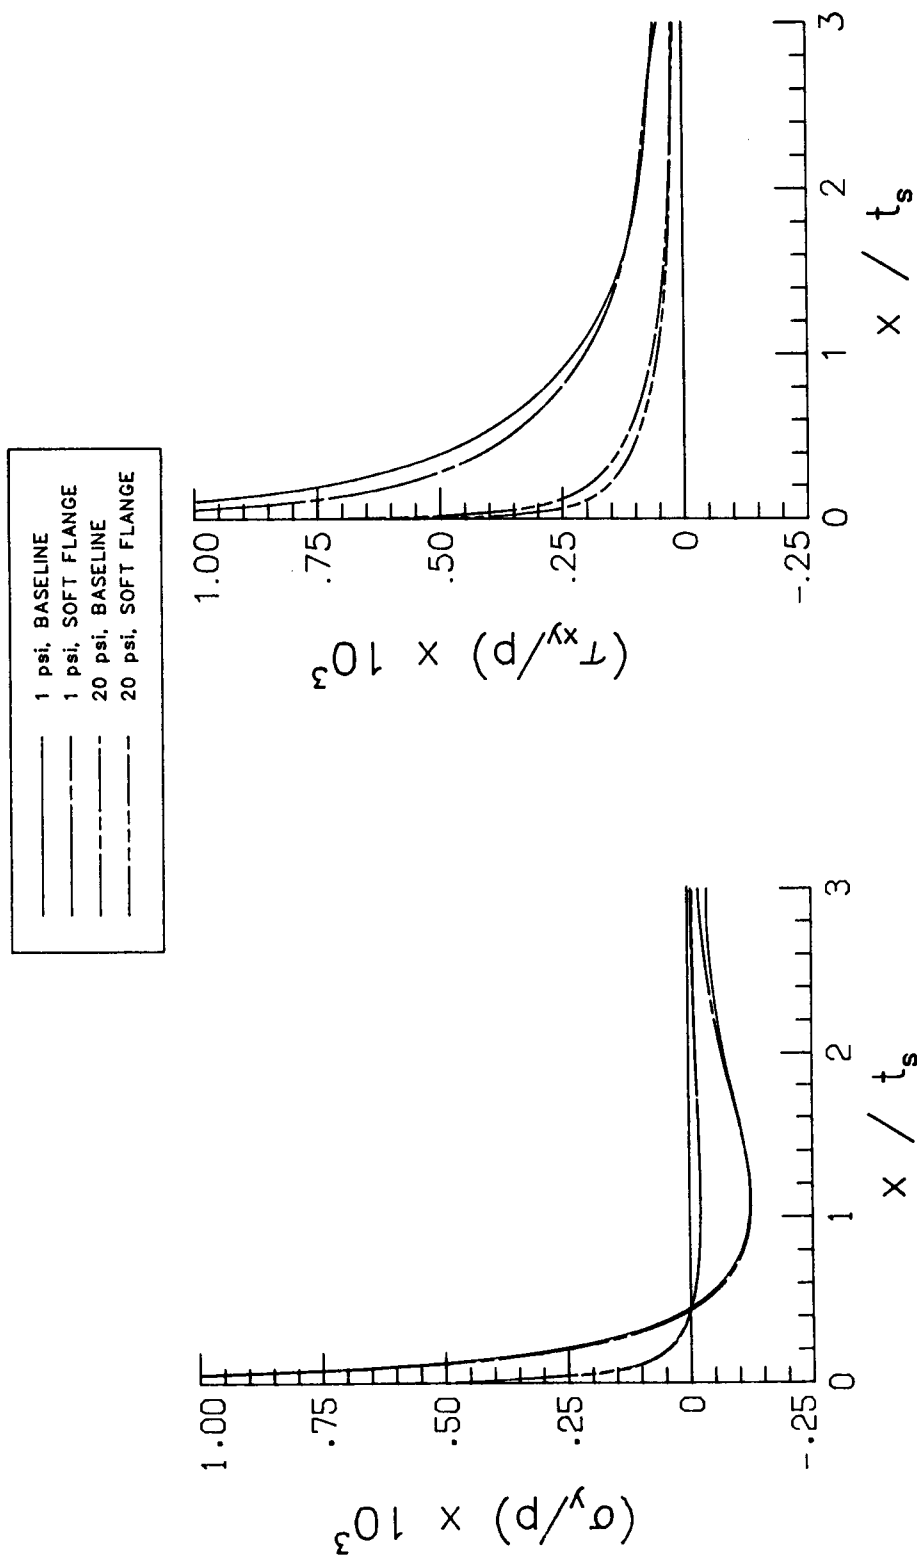 1 psi, BASELINE
1 psi, SOFT FLANGE
20 psi, BASELINE
20 psi, SOFT FLANGE
(σy/p) × 10³
1.00
.75
.50
.25
0
-.25
0
1
2
3
x / ts
(τxy/p) × 10³
1.00
.75
.50
.25
0
-.25
0
1
2
3
x / ts